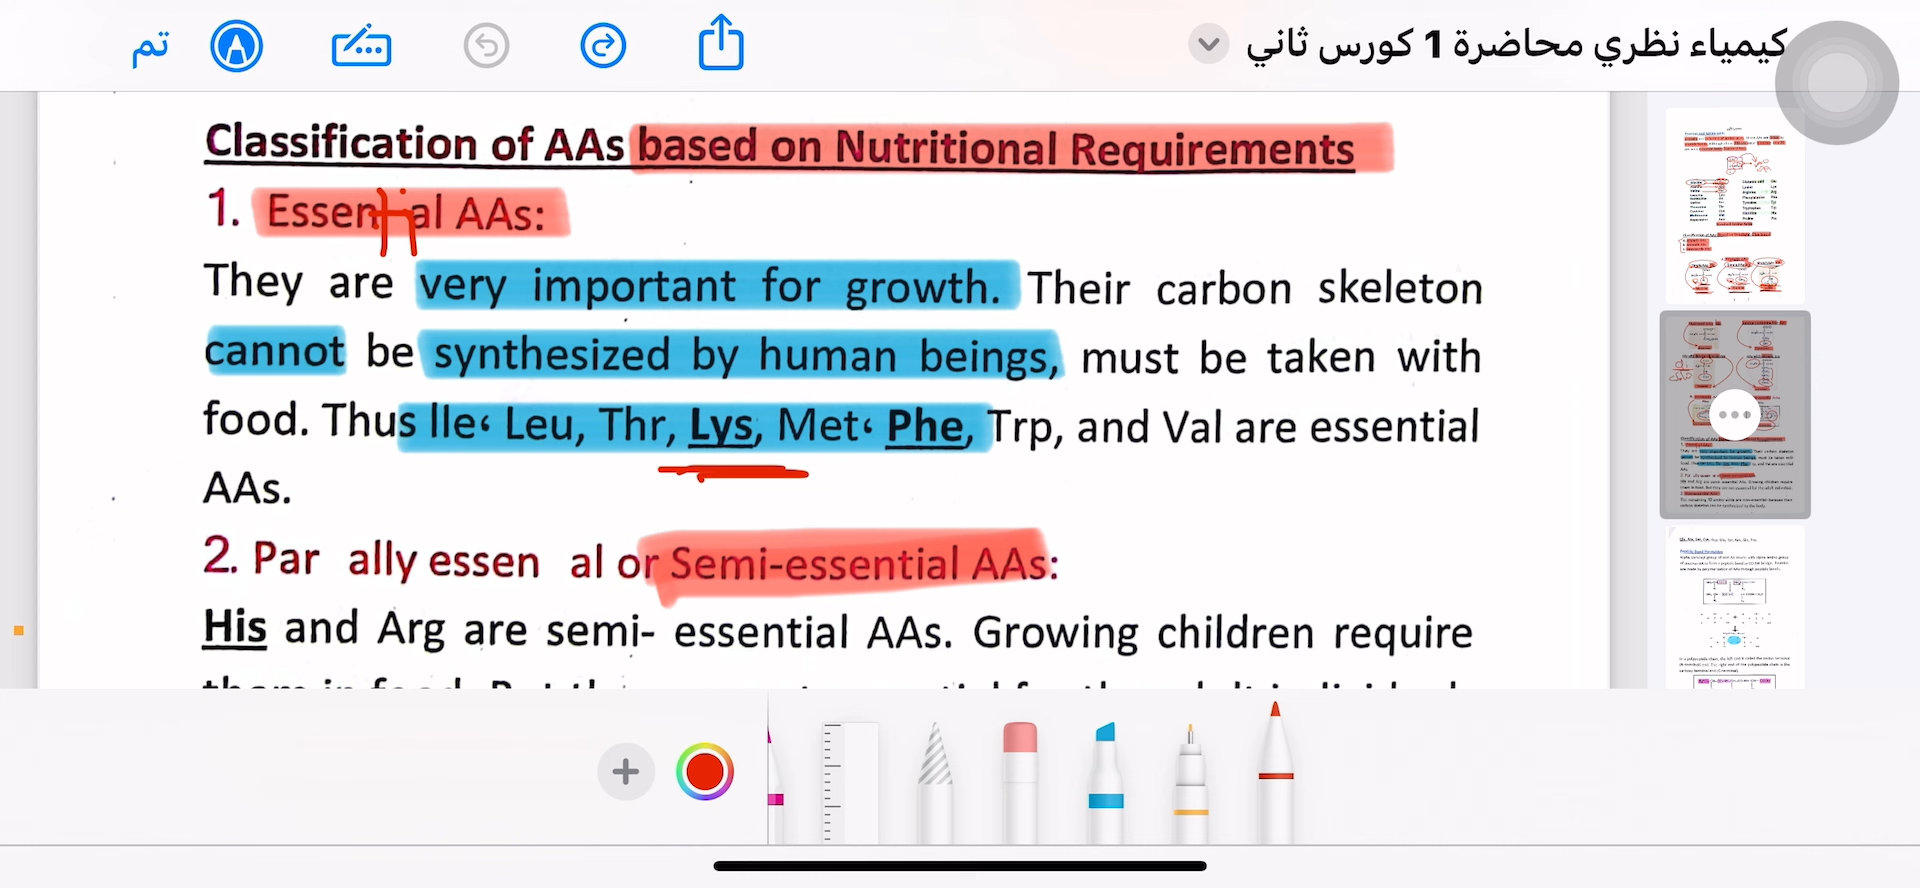 تم
كيمياء نظري محاضرة 1 كورس ثاني
Classification of AAs based on Nutritional Requirements
1. Essential AAs:
They are very important for growth. Their carbon skeleton
cannot be synthesized by human beings, must be taken with
food. Thus Ile، Leu, Thr, Lys, Met، Phe, Trp, and Val are essential
AAs.
2. Par ally essen al or Semi-essential AAs:
His and Arg are semi- essential AAs. Growing children require